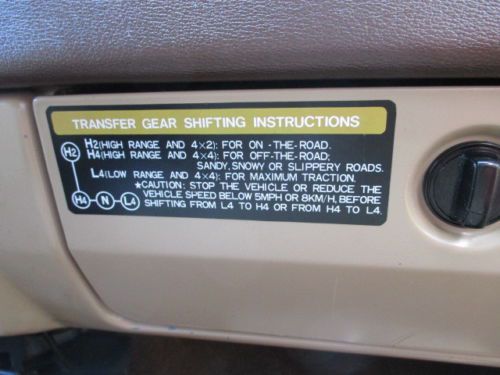 TRANSFER GEAR SHIFTING INSTRUCTIONS
H2(HIGH RANGE AND 4×2): FOR ON-THE-ROAD.
H4(HIGH RANGE AND 4×4): FOR OFF-THE-ROAD;
SANDY, SNOWY OR SLIPPERY ROADS.
L4(LOW RANGE AND 4×4): FOR MAXIMUM TRACTION.
★CAUTION: STOP THE VEHICLE OR REDUCE THE
VEHICLE SPEED BELOW 5MPH OR 8KM/H, BEFORE
SHIFTING FROM L4 TO H4 OR FROM H4 TO L4.
H2
H4 N L4